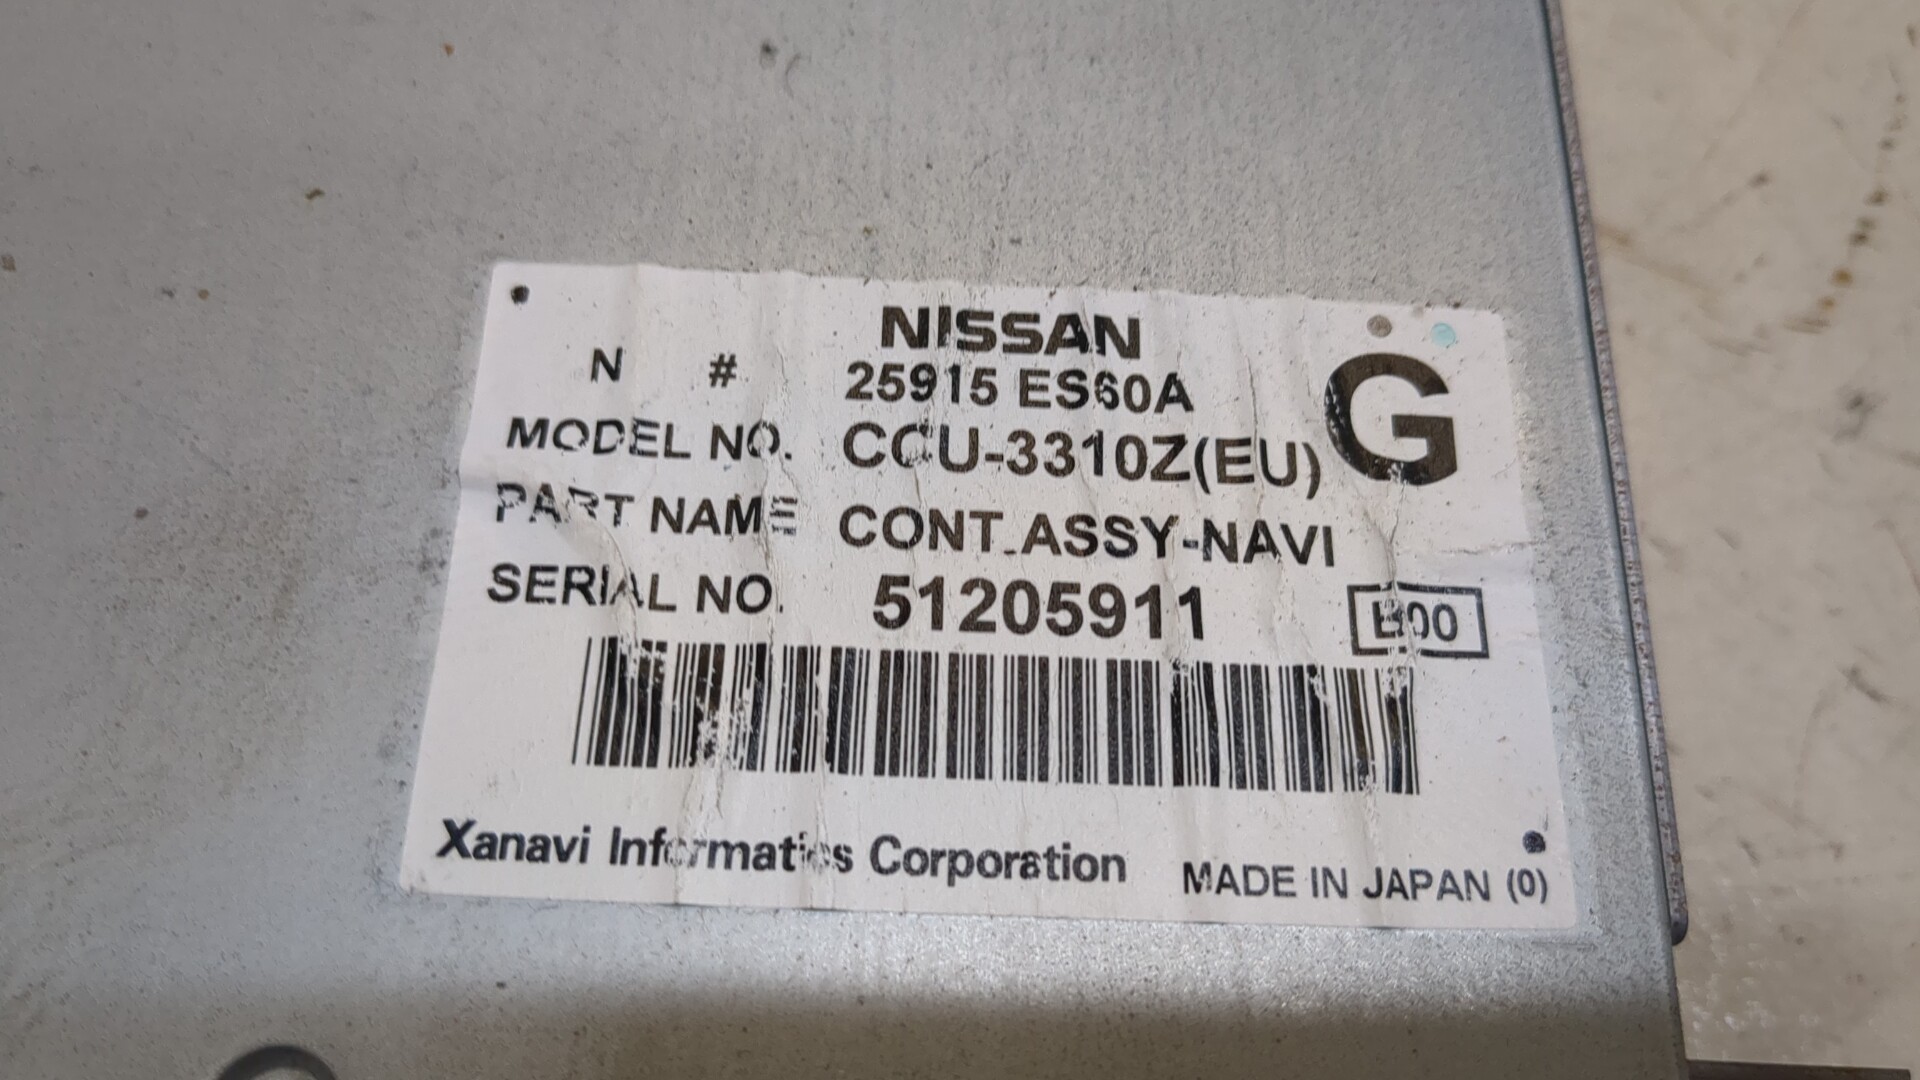 NISSAN
N # 25915 ES60A
G
MODEL NO. CCU-3310Z(EU)
PART NAME CONT.ASSY-NAVI
SERIAL NO. 51205911
Xanavi Informatics Corporation MADE IN JAPAN (0)